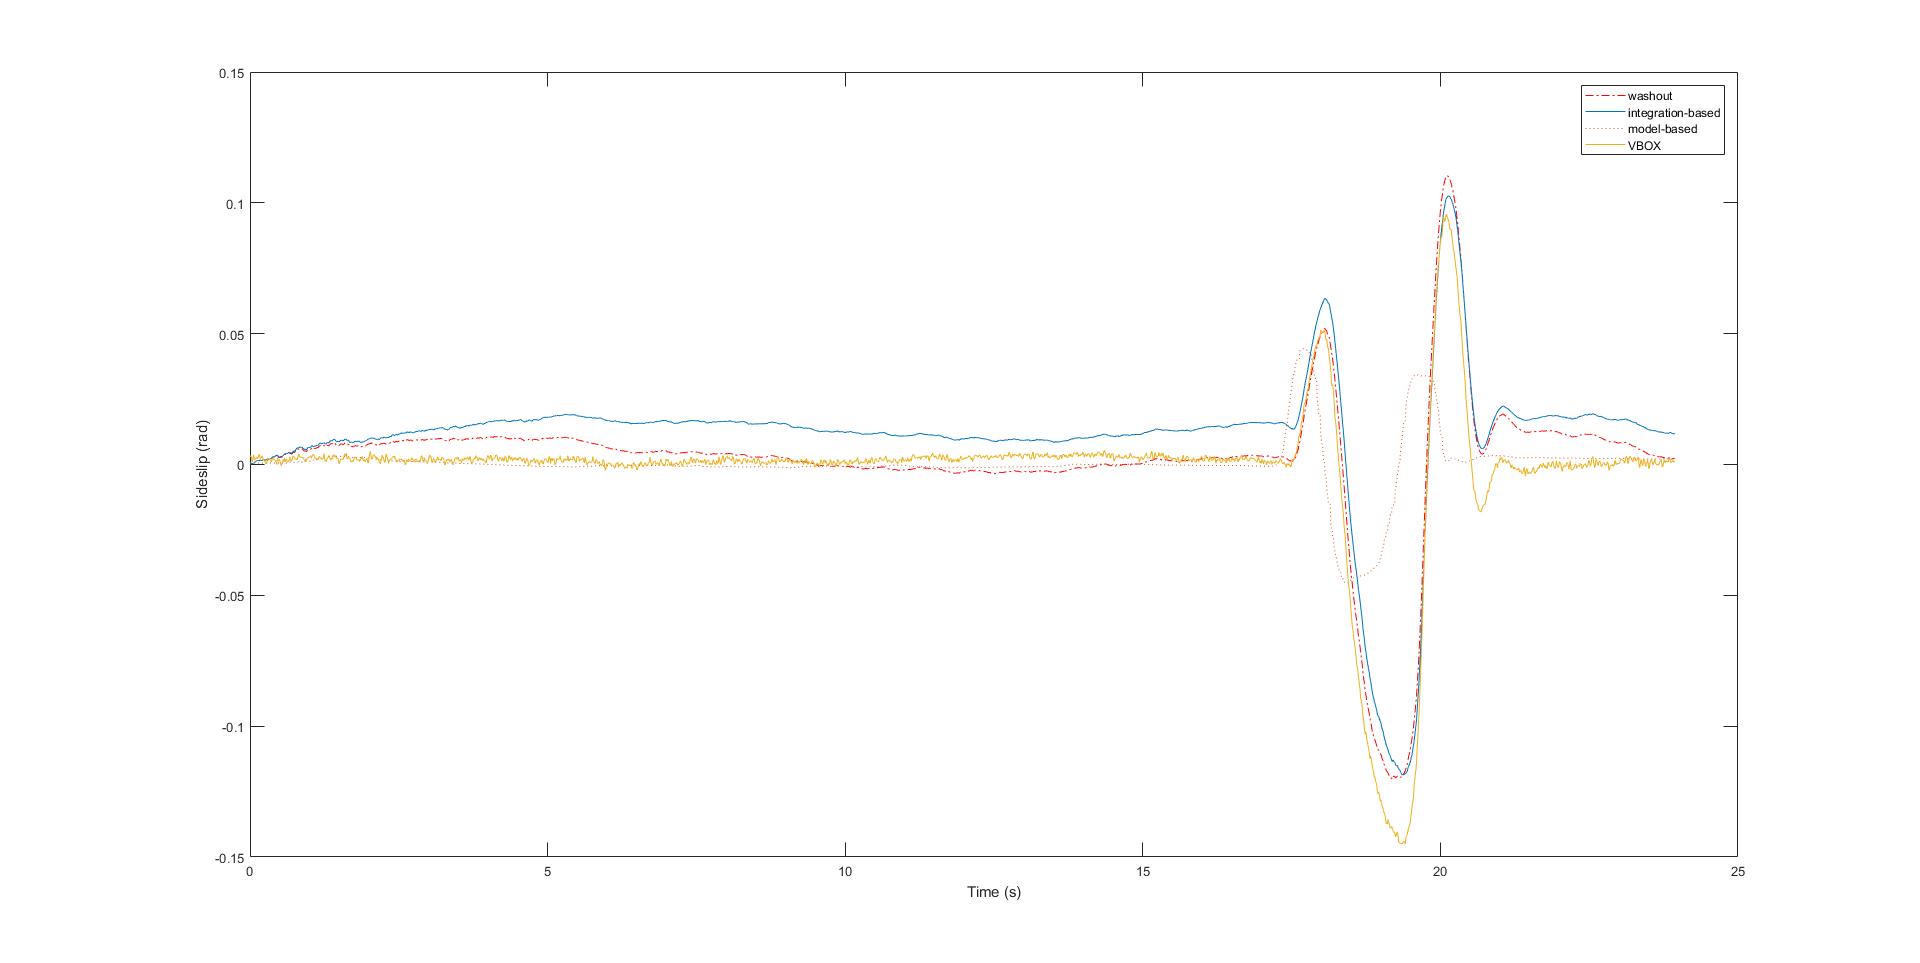 0.15
0.1
0.05
0
-0.05
-0.1
-0.15
Sideslip (rad)
washout
integration-based
model-based
VBOX
0 5 10 15 20 25
Time (s)